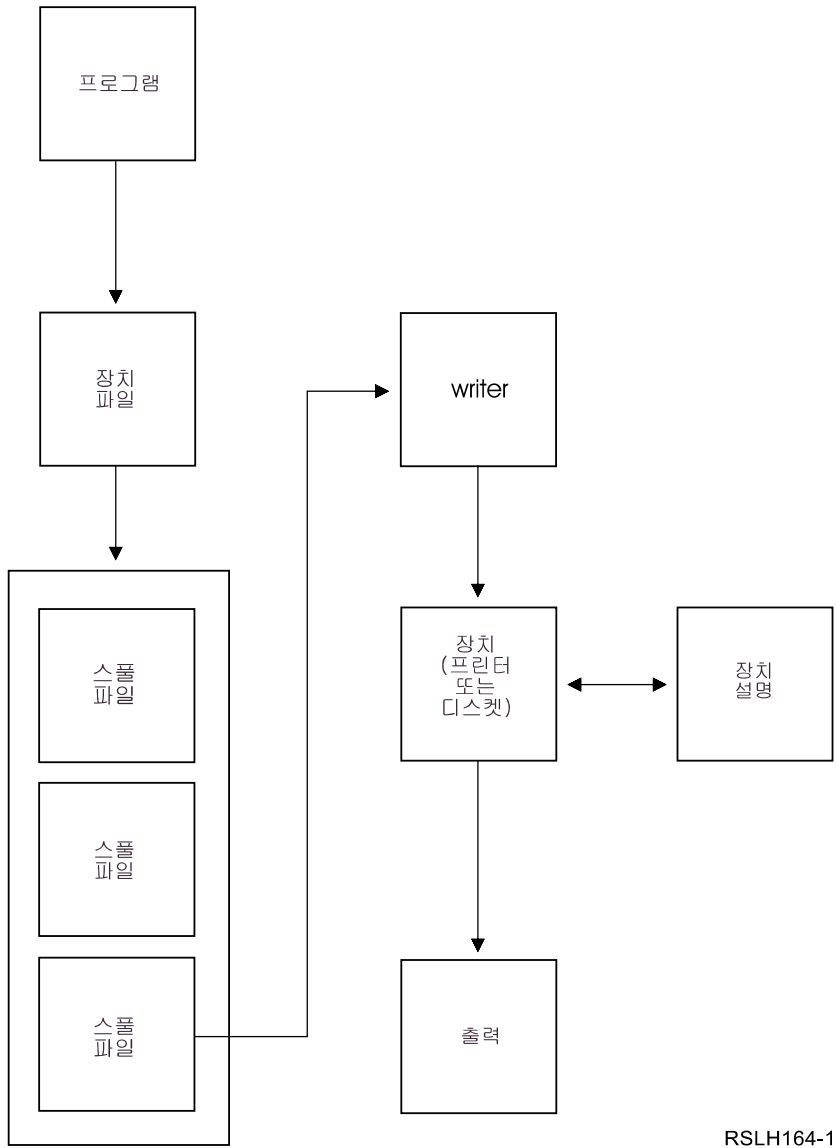 프로그램
장치
파일
스풀
파일
스풀
파일
스풀
파일
writer
장치
(프린터
또는
디스켓)
장치
설명
출력
RSLH164-1